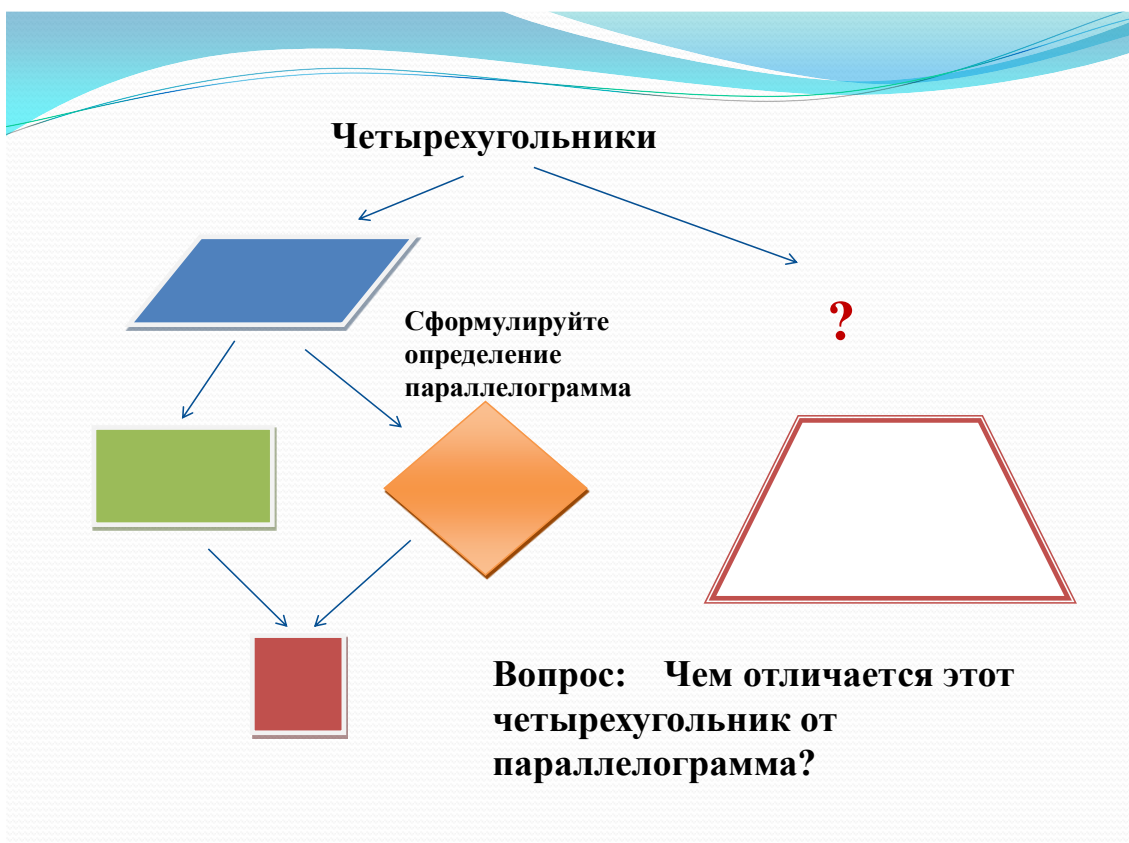 Четырехугольники
?
Сформулируйте
определение
параллелограмма
Вопрос: Чем отличается этот
четырехугольник от
параллелограмма?